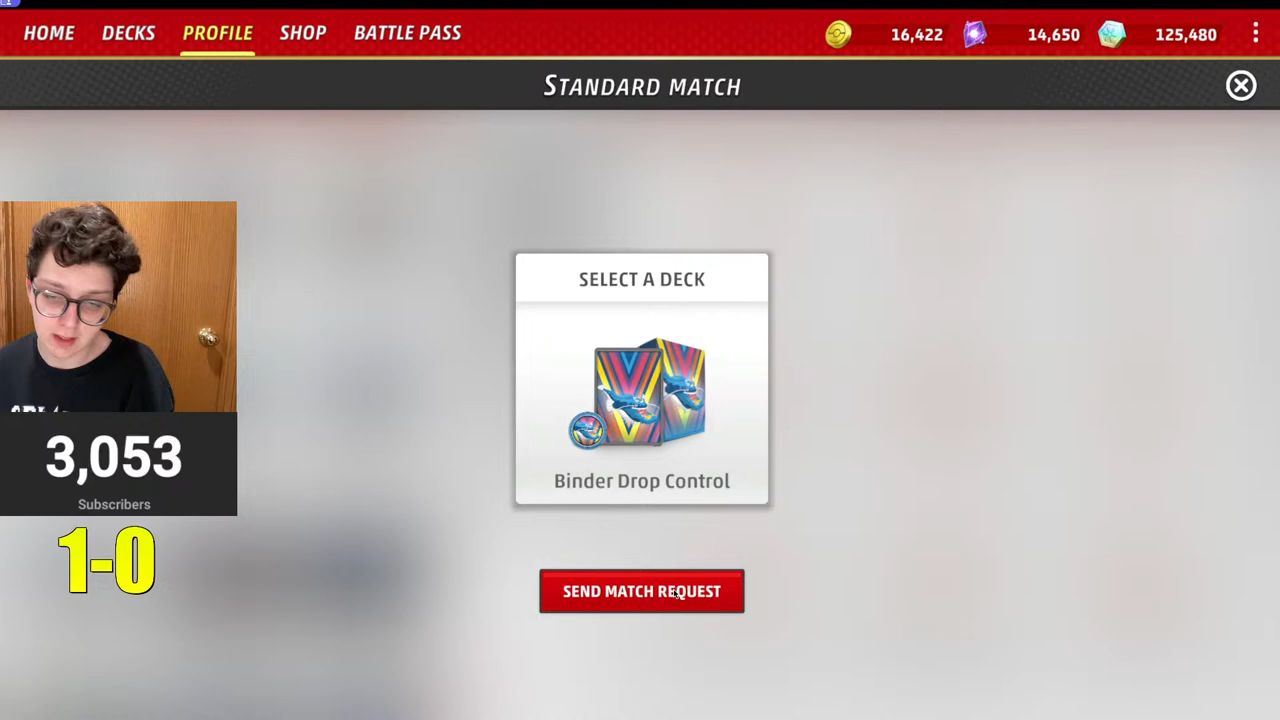 HOME DECKS PROFILE SHOP BATTLE PASS 16,422 14,650 125,480
STANDARD MATCH
SELECT A DECK
Binder Drop Control
SEND MATCH REQUEST
3,053
Subscribers
1-0